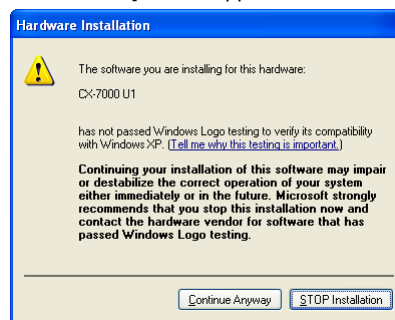 Hardware Installation
The software you are installing for this hardware:
CX-7000 U1
has not passed Windows Logo testing to verify its compatibility
with Windows XP. (Tell me why this testing is important.)
Continuing your installation of this software may impair
or destabilize the correct operation of your system
either immediately or in the future. Microsoft strongly
recommends that you stop this installation now and
contact the hardware vendor for software that has
passed Windows Logo testing.
Continue Anyway
STOP Installation